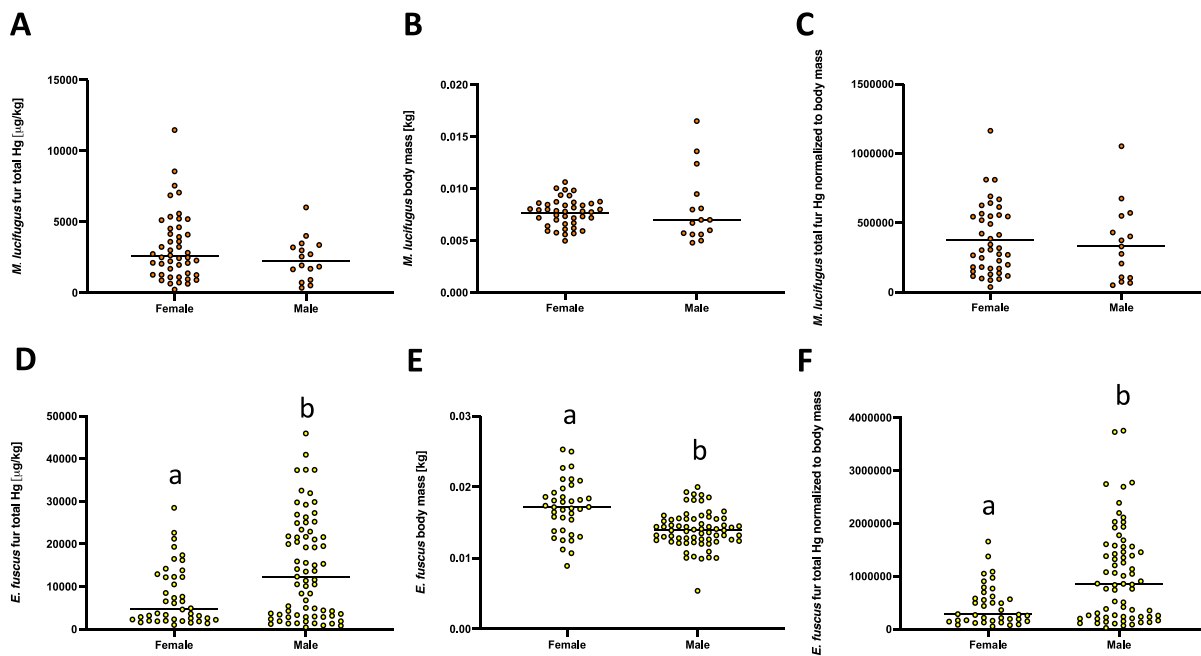 A
M. lucifugus fur total Hg [µg/kg]
15000
10000
5000
0
Female
Male
B
M. lucifugus body mass [kg]
0.020
0.015
0.010
0.005
0.000
Female
Male
C
M. lucifugus total fur Hg normalized to body mass
1500000
1000000
500000
0
Female
Male
D
E. fuscus fur total Hg [µg/kg]
50000
40000
30000
20000
10000
0
a
b
Female
Male
E
E. fuscus body mass [kg]
0.03
0.02
0.01
0.00
a
b
Female
Male
F
E. fuscus fur total Hg normalized to body mass
4000000
3000000
2000000
1000000
0
a
b
Female
Male